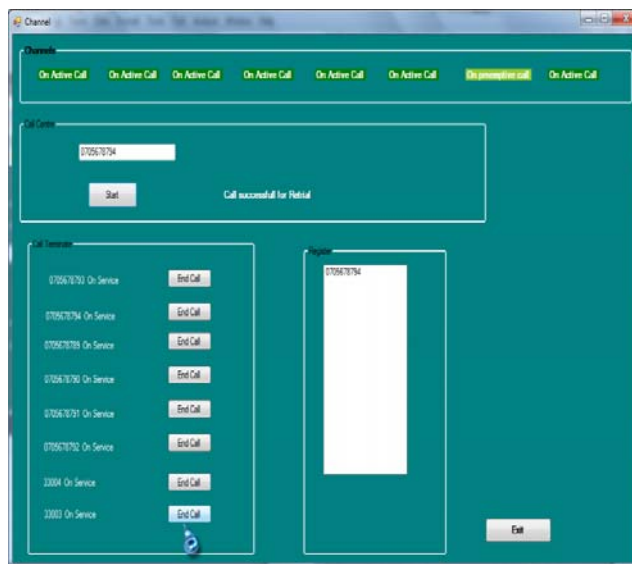 Channel
Channels
On Active Call On Active Call On Active Call On Active Call On Active Call On Active Call On preemptive call On Active Call
Call Centre
0705678794
Start
Call successfull for Retrial
Call Terminator
0705678793 On Service End Call
0705678794 On Service End Call
0705678789 On Service End Call
0705678790 On Service End Call
0705678791 On Service End Call
0705678792 On Service End Call
33004 On Service End Call
33003 On Service End Call
Register
0705678794
Exit